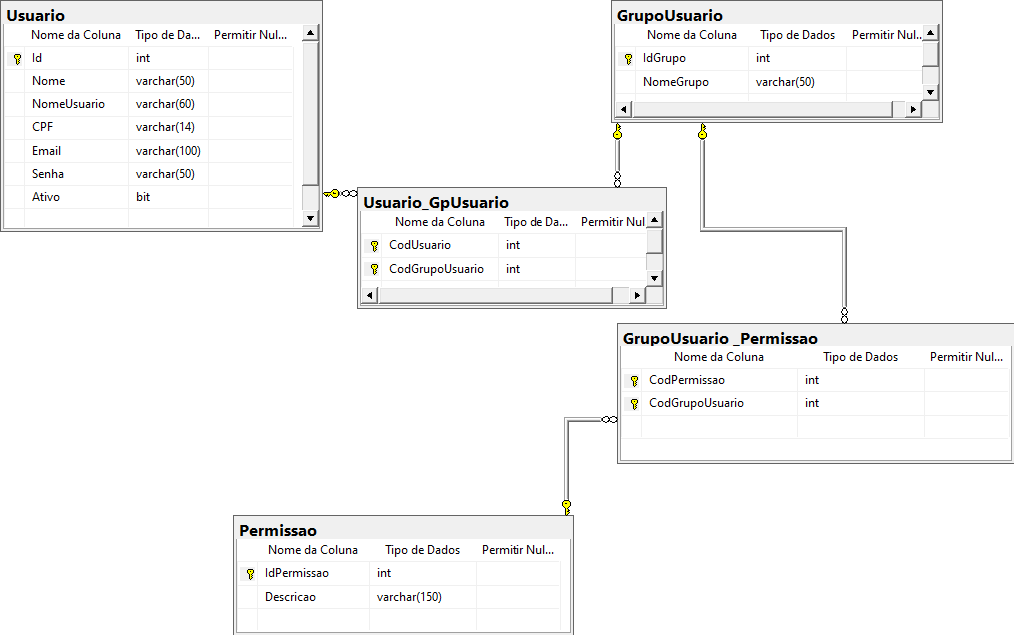 Usuario
Nome da Coluna Tipo de Da... Permitir Nul...
Id int
Nome varchar(50)
NomeUsuario varchar(60)
CPF varchar(14)
Email varchar(100)
Senha varchar(50)
Ativo bit
GrupoUsuario
Nome da Coluna Tipo de Dados Permitir Nul...
IdGrupo int
NomeGrupo varchar(50)
Usuario_GpUsuario
Nome da Coluna Tipo de Da... Permitir Nul
CodUsuario int
CodGrupoUsuario int
GrupoUsuario _Permissao
Nome da Coluna Tipo de Dados Permitir Nul...
CodPermissao int
CodGrupoUsuario int
Permissao
Nome da Coluna Tipo de Dados Permitir Nul...
IdPermissao int
Descricao varchar(150)